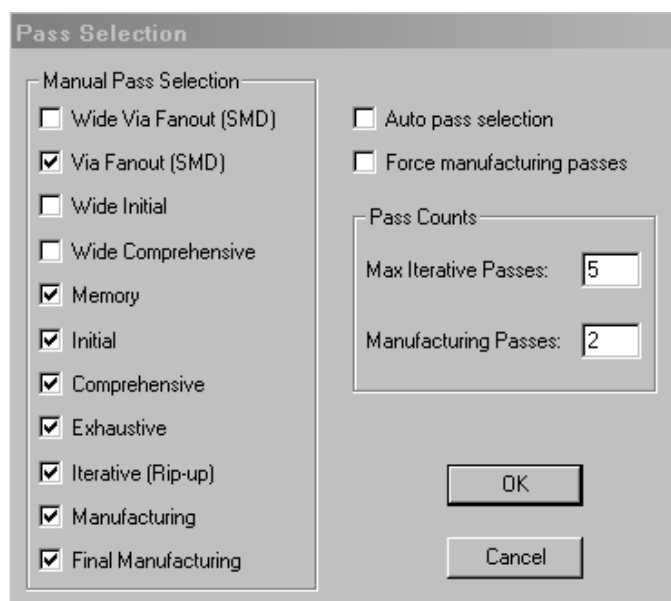 Pass Selection
Manual Pass Selection
Wide Via Fanout (SMD)
Via Fanout (SMD)
Wide Initial
Wide Comprehensive
Memory
Initial
Comprehensive
Exhaustive
Iterative (Rip-up)
Manufacturing
Final Manufacturing
Auto pass selection
Force manufacturing passes
Pass Counts
Max Iterative Passes: 5
Manufacturing Passes: 2
OK
Cancel